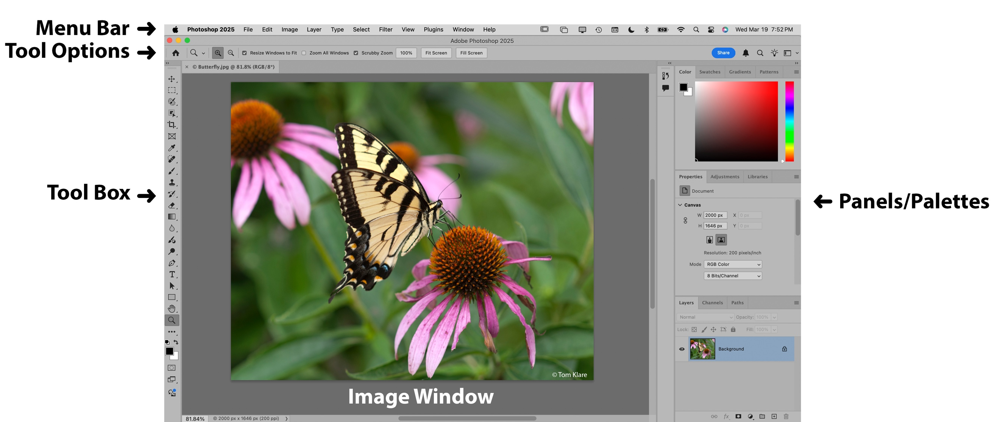 Menu Bar
Photoshop 2025 File Edit Image Layer Type Select Filter View Plugins Window Help Wed Mar 19 7:52 PM
Adobe Photoshop 2025
Tool Options
Resize Windows to Fit Zoom All Windows Scrubby Zoom 100% Fit Screen Fill Screen Share
× © Butterfly.jpg @ 81.8% (RGB/8*)
Color Swatches Gradients Patterns
Tool Box
Panels/Palettes
Properties Adjustments Libraries
Document
Canvas
W 2000 px X 0 px
H 1646 px Y 0 px
Resolution: 200 pixels/inch
Mode RGB Color
8 Bits/Channel
Layers Channels Paths
Normal Opacity: 100%
Lock: Fill: 100%
Background
© Tom Klare
Image Window
81.84% © 2000 px x 1646 px (200 ppi)
fx